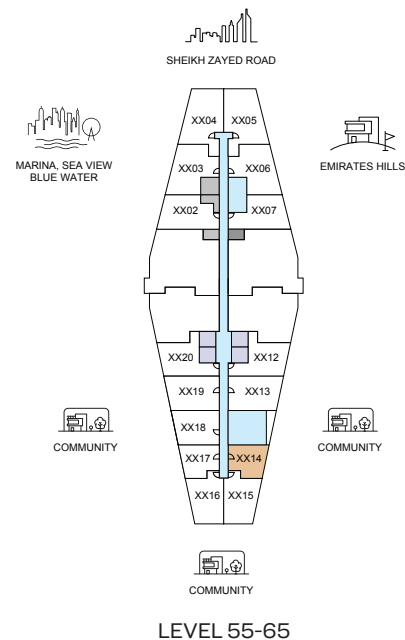 SHEIKH ZAYED ROAD
XX04 XX05
MARINA, SEA VIEW
BLUE WATER
EMIRATES HILLS
XX03 XX06
XX02 XX07
XX20 XX12
XX19 XX13
XX18
COMMUNITY
COMMUNITY
XX17 XX14
XX16 XX15
COMMUNITY
LEVEL 55-65